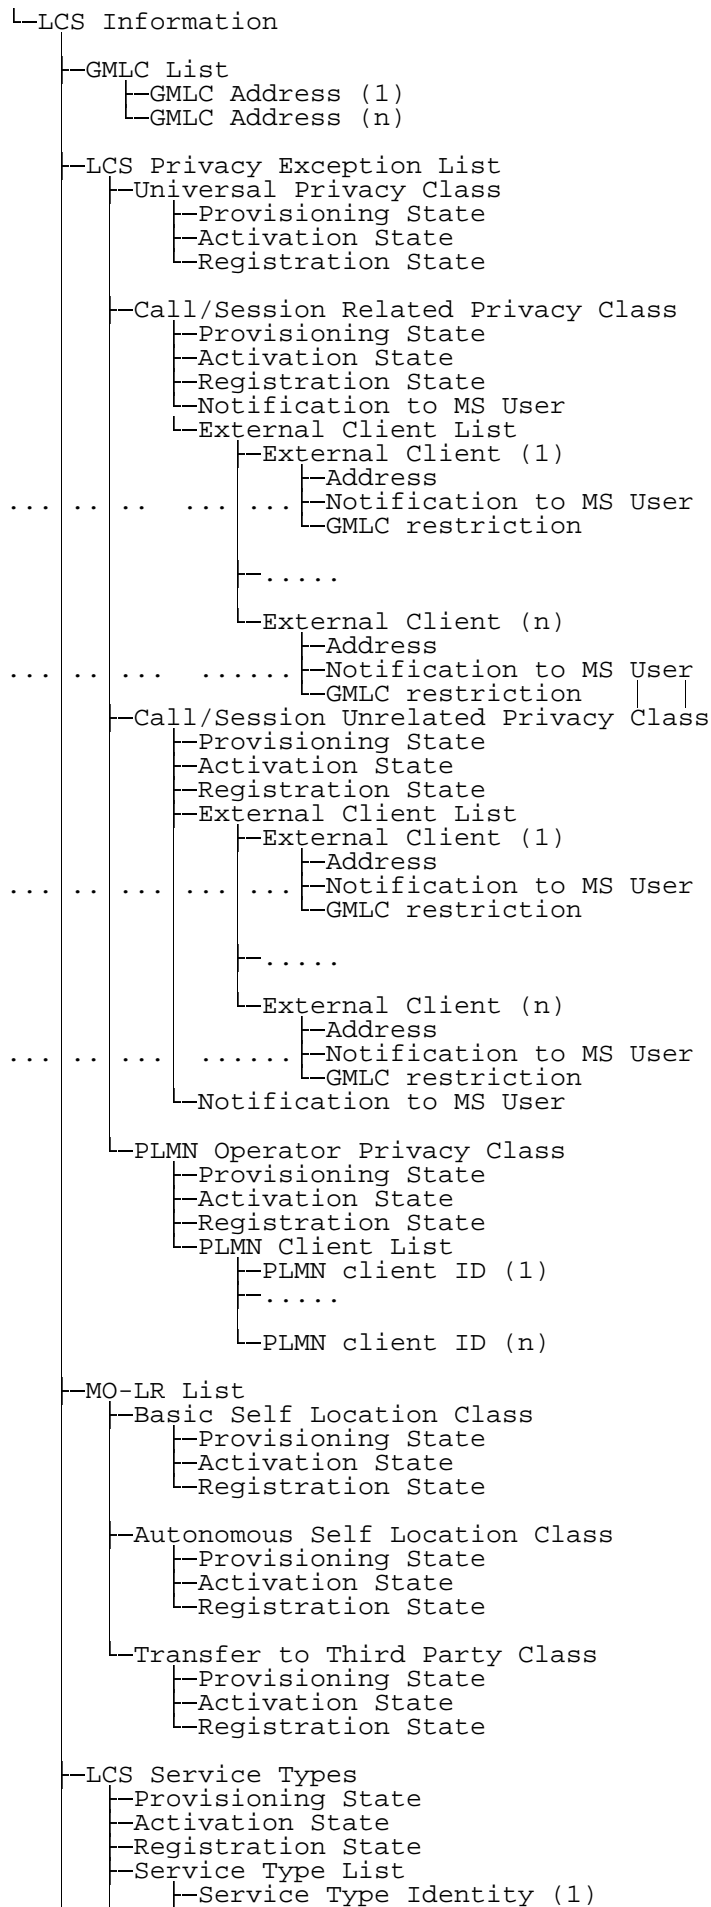 LCS Information
GMLC List
GMLC Address (1)
GMLC Address (n)
LCS Privacy Exception List
Universal Privacy Class
Provisioning State
Activation State
Registration State
Call/Session Related Privacy Class
Provisioning State
Activation State
Registration State
Notification to MS User
External Client List
External Client (1)
Address
... .. .. ... ... Notification to MS User
GMLC restriction
.....
External Client (n)
Address
... .. ... ...... Notification to MS User
GMLC restriction
Call/Session Unrelated Privacy Class
Provisioning State
Activation State
Registration State
External Client List
External Client (1)
Address
... .. ... ... ... Notification to MS User
GMLC restriction
.....
External Client (n)
Address
... .. ... ...... Notification to MS User
GMLC restriction
Notification to MS User
PLMN Operator Privacy Class
Provisioning State
Activation State
Registration State
PLMN Client List
PLMN client ID (1)
.....
PLMN client ID (n)
MO-LR List
Basic Self Location Class
Provisioning State
Activation State
Registration State
Autonomous Self Location Class
Provisioning State
Activation State
Registration State
Transfer to Third Party Class
Provisioning State
Activation State
Registration State
LCS Service Types
Provisioning State
Activation State
Registration State
Service Type List
Service Type Identity (1)